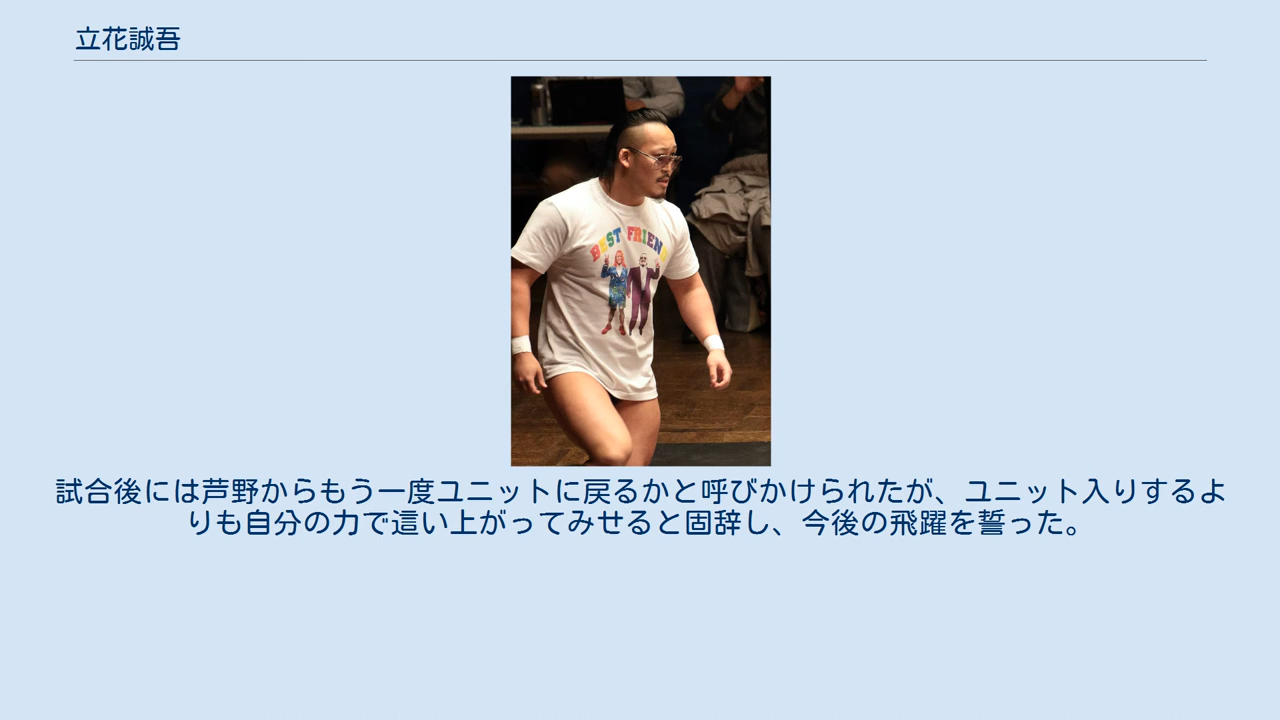 立花誠吾
BEST FRIEND
試合後には芦野からもう一度ユニットに戻るかと呼びかけられたが、ユニット入りするよ
りも自分の力で這い上がってみせると固辞し、今後の飛躍を誓った。